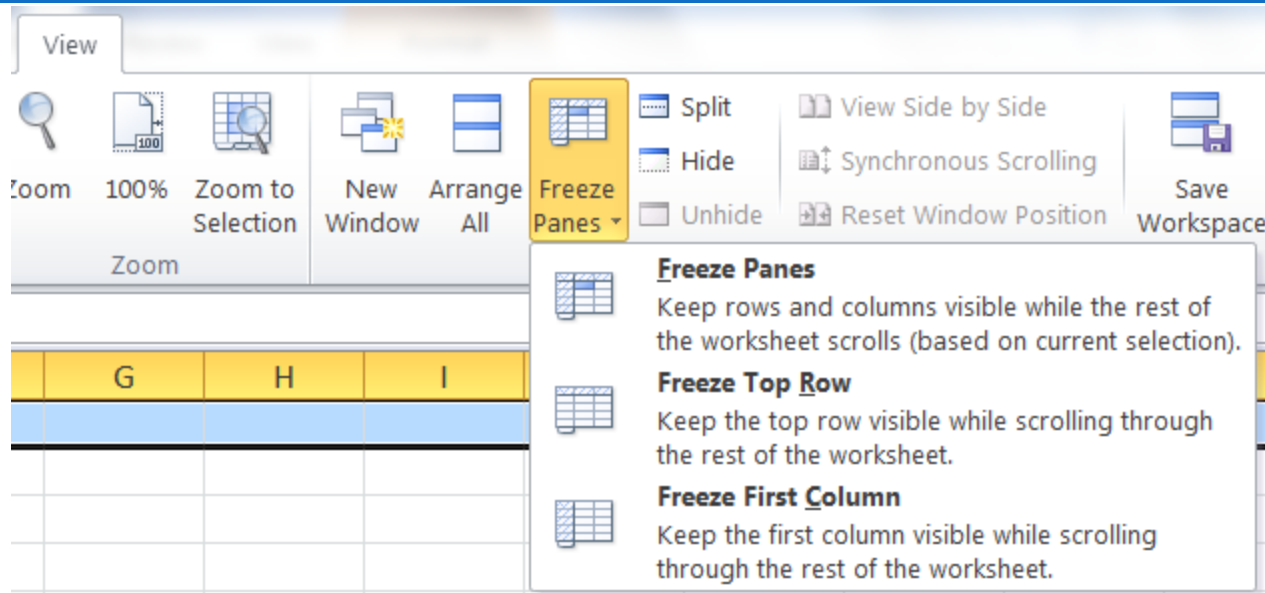 View
Split
View Side by Side
Hide
Synchronous Scrolling
Zoom
100%
Zoom to
Selection
New
Window
Arrange
All
Freeze
Panes
Unhide
Reset Window Position
Save
Workspace
100
Zoom
Freeze Panes
Keep rows and columns visible while the rest of
the worksheet scrolls (based on current selection).
G H I
Freeze Top Row
Keep the top row visible while scrolling through
the rest of the worksheet.
Freeze First Column
Keep the first column visible while scrolling
through the rest of the worksheet.